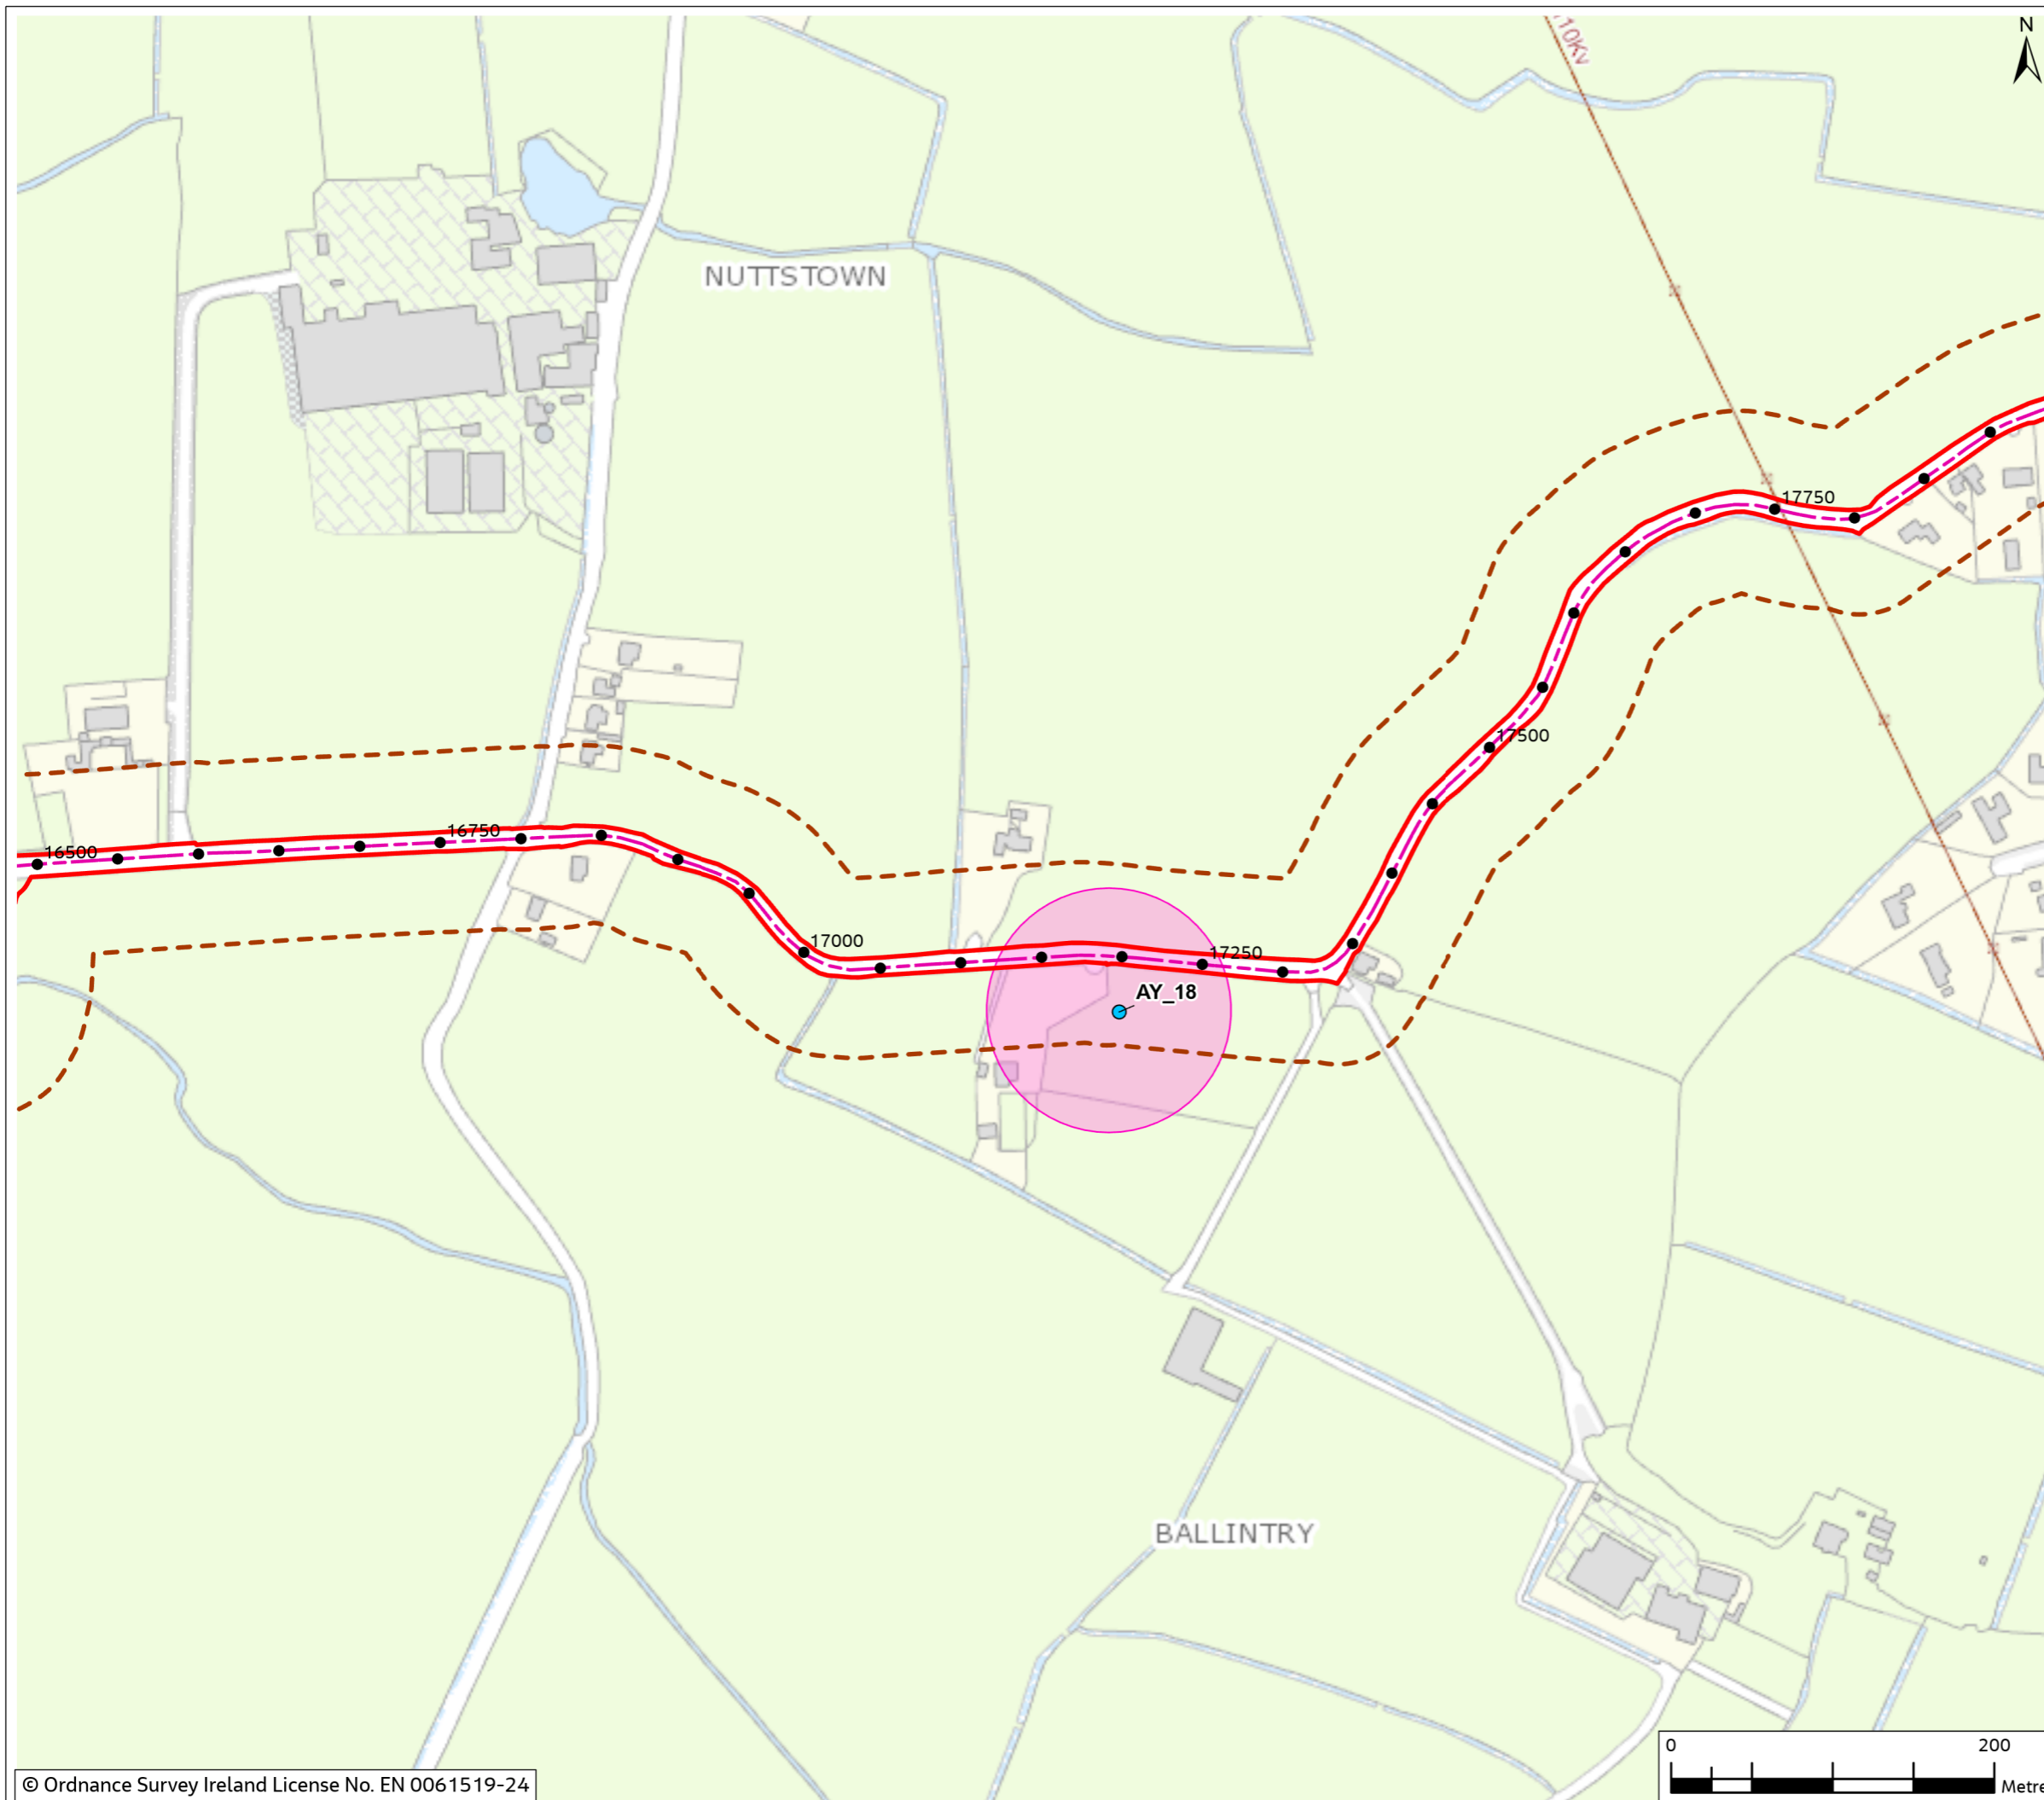 110Kv
N
NUTTSTOWN
17750
17500
16750
16500
17000
17250
AY_18
BALLINTRY
0 200
Metre
© Ordnance Survey Ireland License No. EN 0061519-24